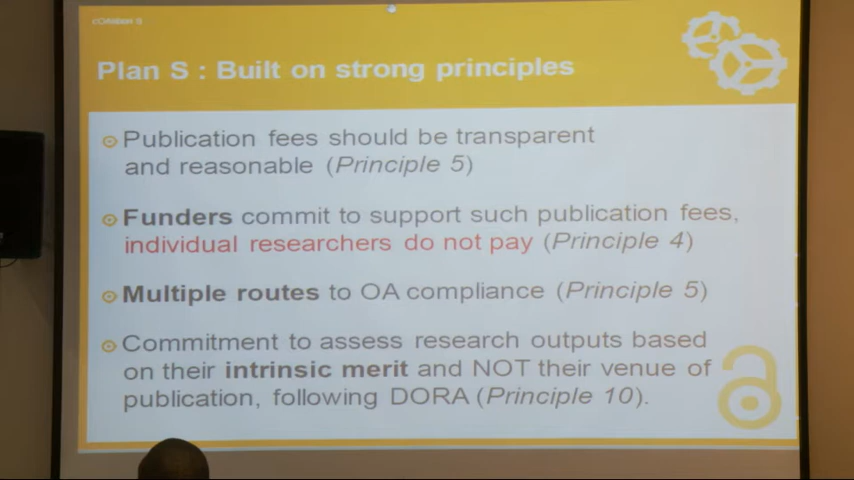 cOAlition S
Plan S : Built on strong principles
Publication fees should be transparent
and reasonable (Principle 5)
Funders commit to support such publication fees,
individual researchers do not pay (Principle 4)
Multiple routes to OA compliance (Principle 5)
Commitment to assess research outputs based
on their intrinsic merit and NOT their venue of
publication, following DORA (Principle 10).